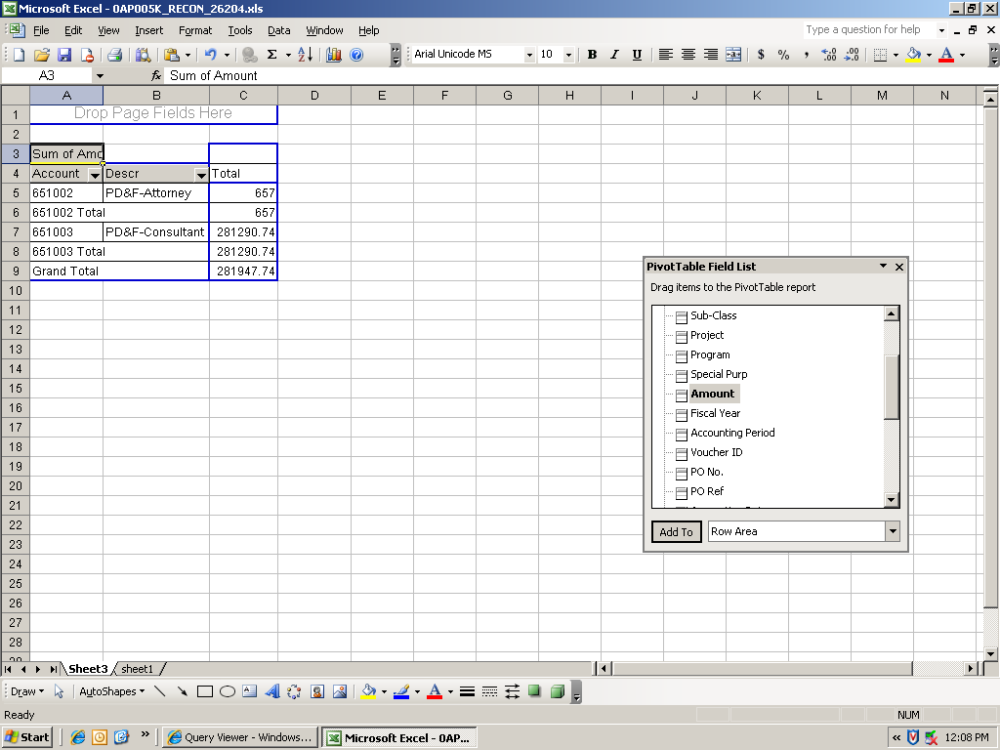 Microsoft Excel - 0AP005K_RECON_26204.xls
File Edit View Insert Format Tools Data Window Help
Type a question for help
Arial Unicode MS 10 B I U $ % ,
A3 fx Sum of Amount
A B C D E F G H I J K L M N
1 Drop Page Fields Here
2
3 Sum of Amo
4 Account Descr Total
5 651002 PD&F-Attorney 657
6 651002 Total 657
7 651003 PD&F-Consultant 281290.74
8 651003 Total 281290.74
9 Grand Total 281947.74
10
11
12
13
14
15
16
17
18
19
20
21
22
23
24
25
26
27
28
PivotTable Field List
Drag items to the PivotTable report
Sub-Class
Project
Program
Special Purp
Amount
Fiscal Year
Accounting Period
Voucher ID
PO No.
PO Ref
Add To Row Area
Sheet3 sheet1
Draw AutoShapes
Ready NUM
Start Query Viewer - Windows... Microsoft Excel - 0AP... 12:08 PM